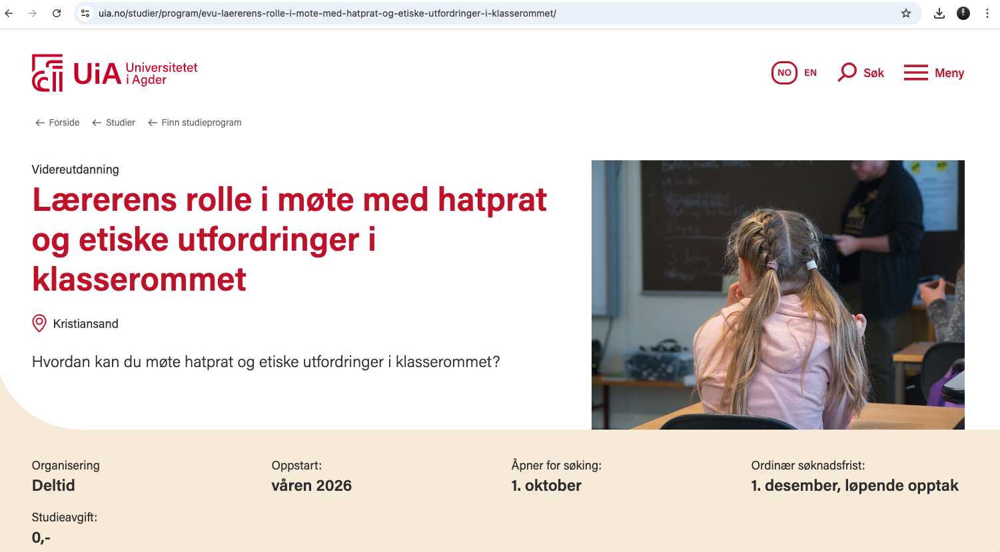 uia.no/studier/program/evu-laererens-rolle-i-mote-med-hatprat-og-etiske-utfordringer-i-klasserommet/
UiA Universitetet
i Agder
NO EN Søk Meny
← Forside ← Studier ← Finn studieprogram
Videreutdanning
Lærerens rolle i møte med hatprat
og etiske utfordringer i
klasserommet
Kristiansand
Hvordan kan du møte hatprat og etiske utfordringer i klasserommet?
Organisering
Deltid
Oppstart:
våren 2026
Åpner for søking:
1. oktober
Ordinær søknadsfrist:
1. desember, løpende opptak
Studieavgift:
0,-